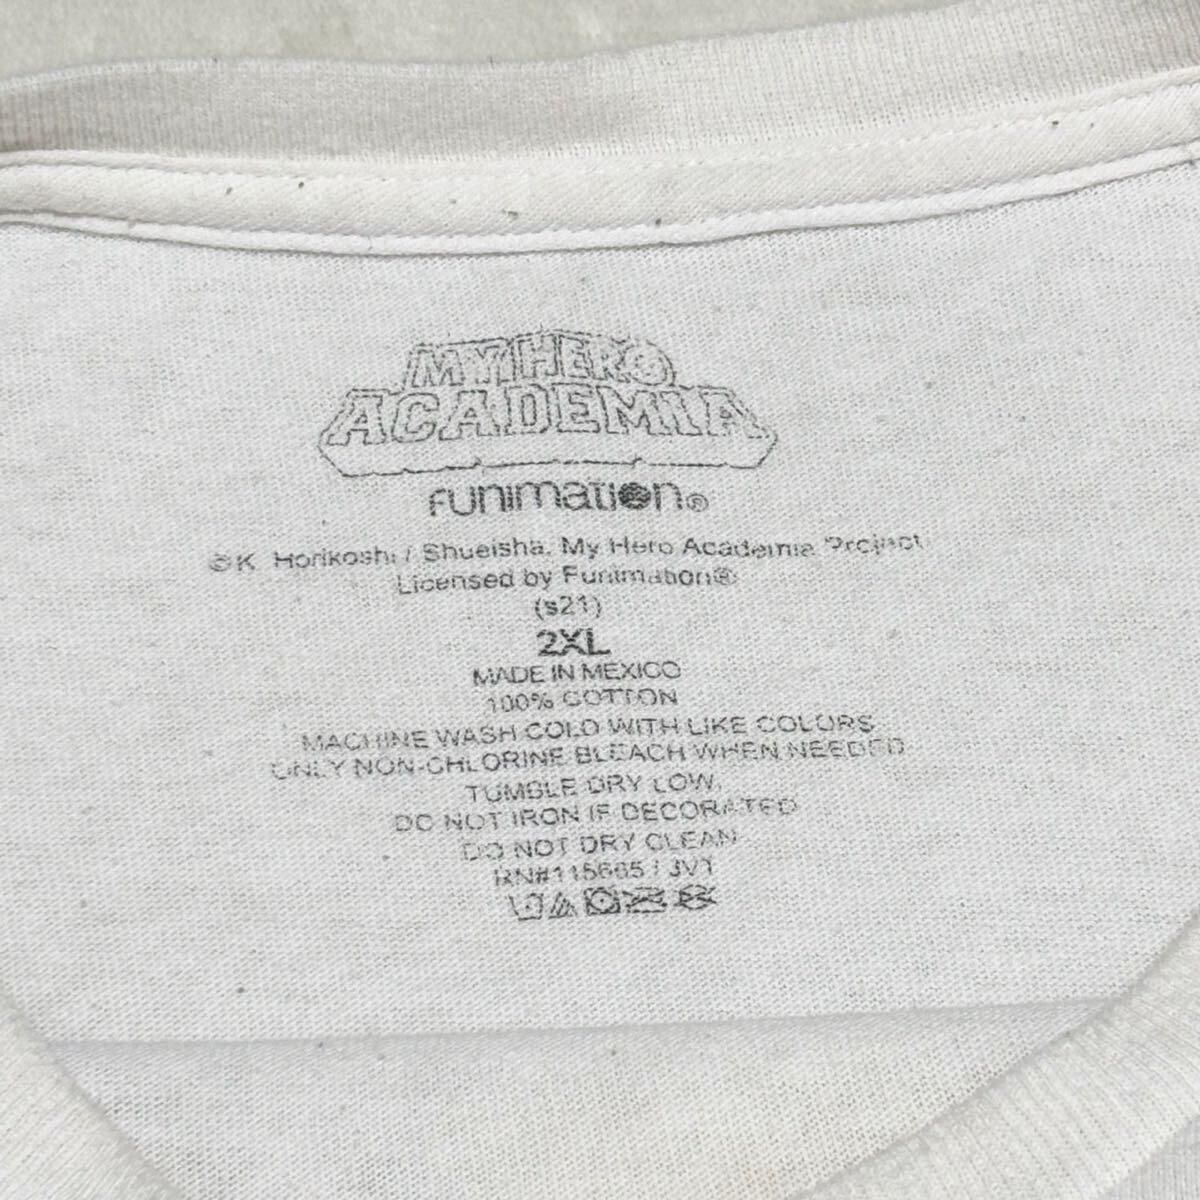 MY HERO
ACADEMIA
FUNIMATION®
©K. Horikoshi / Shueisha, My Hero Academia Project
Licensed by Funimation®
(s21)
2XL
MADE IN MEXICO
100% COTTON
MACHINE WASH COLD WITH LIKE COLORS
ONLY NON-CHLORINE BLEACH WHEN NEEDED
TUMBLE DRY LOW.
DO NOT IRON IF DECORATED
DO NOT DRY CLEAN
RN#115665 / JV1